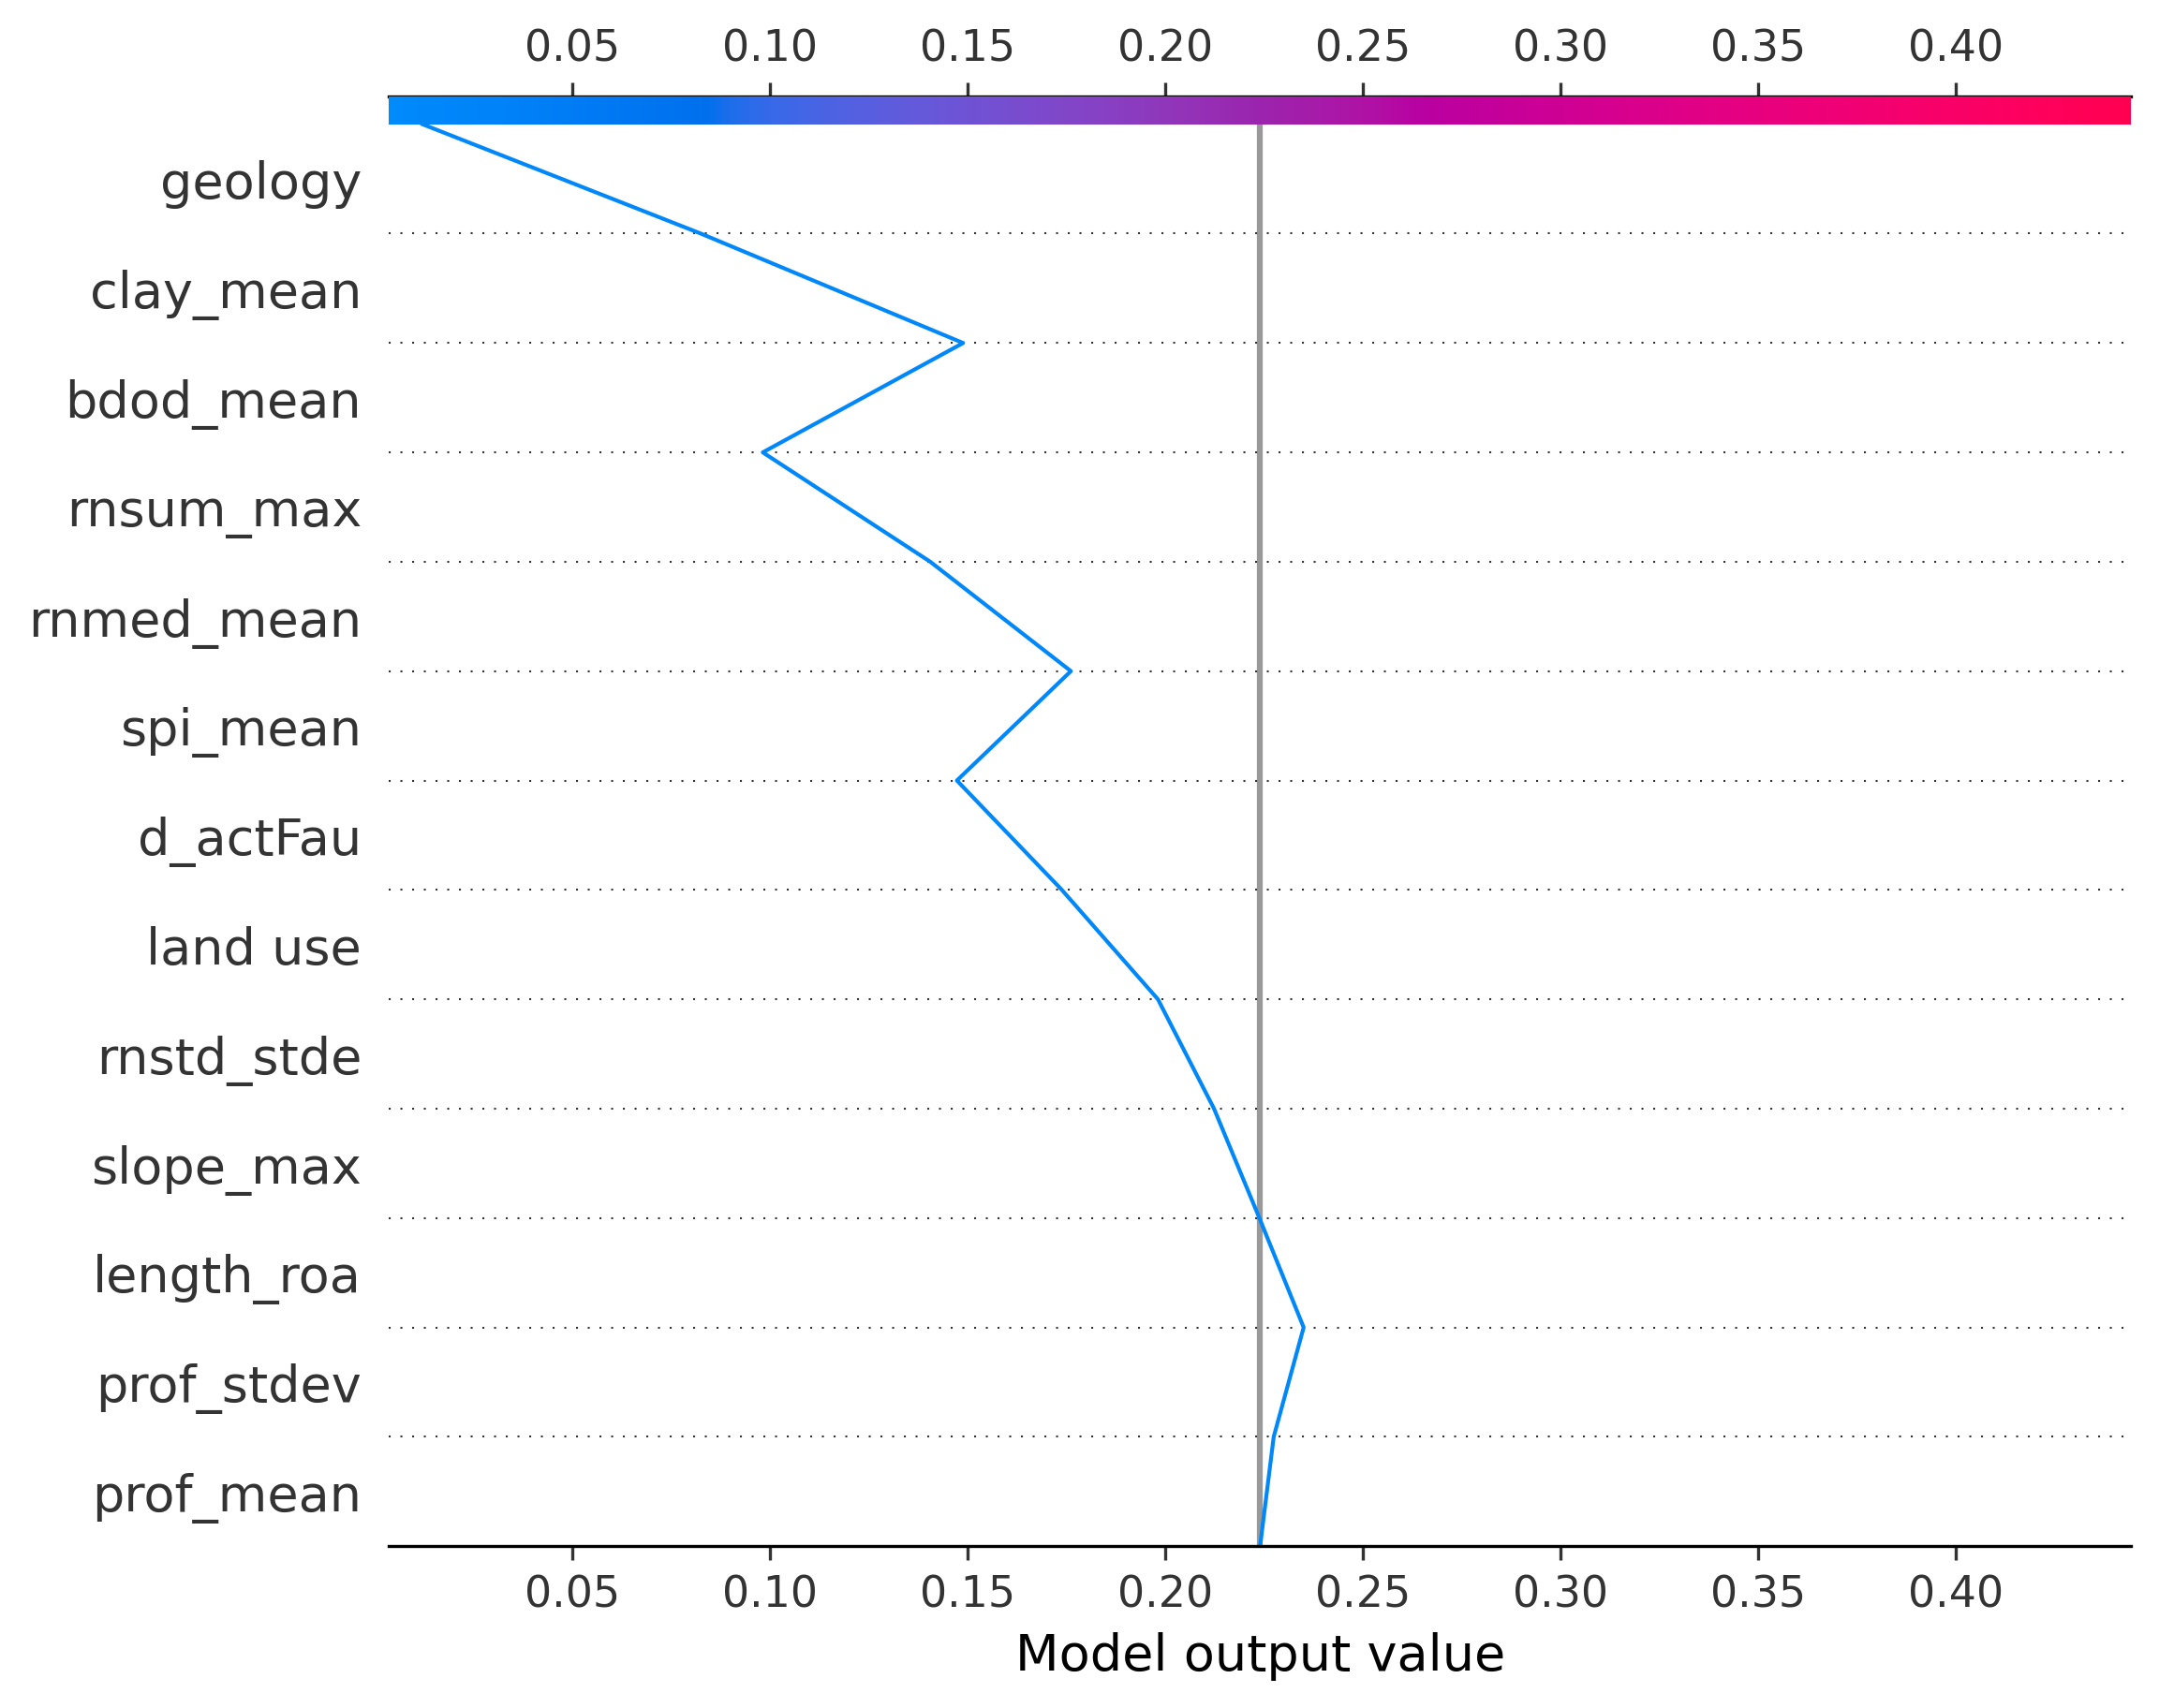 0.05 0.10 0.15 0.20 0.25 0.30 0.35 0.40
geology
clay_mean
bdod_mean
rnsum_max
rnmed_mean
spi_mean
d_actFau
land use
rnstd_stde
slope_max
length_roa
prof_stdev
prof_mean
0.05 0.10 0.15 0.20 0.25 0.30 0.35 0.40
Model output value